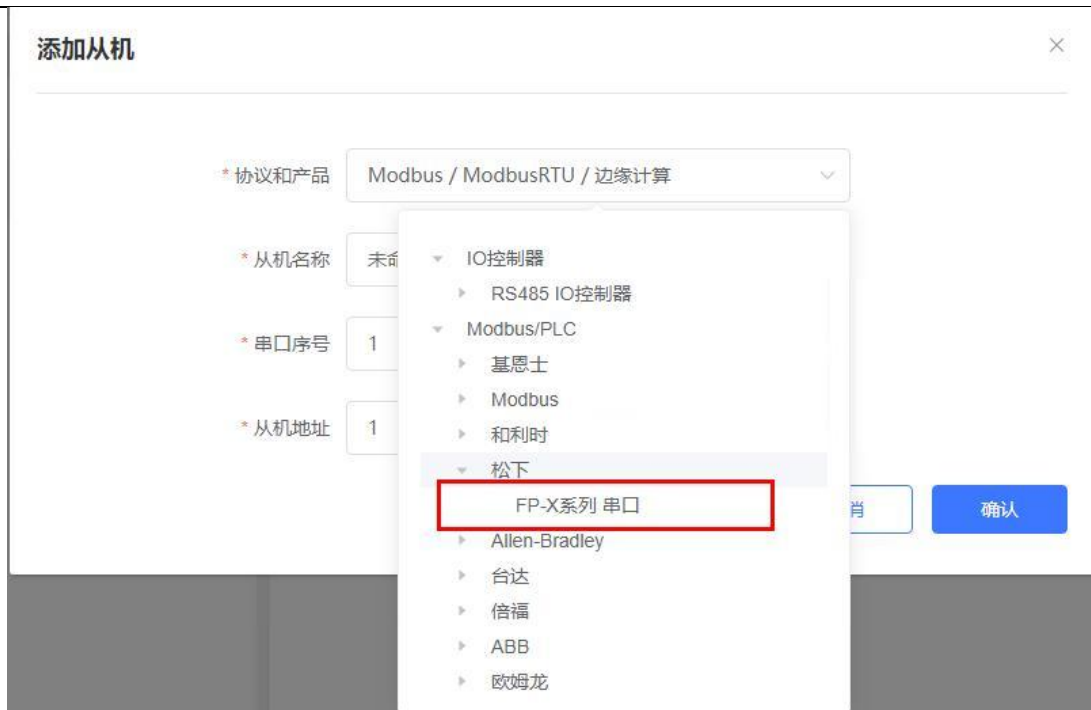 添加从机
* 协议和产品 Modbus / ModbusRTU / 边缘计算
IO控制器
* 从机名称 未
RS485 IO控制器
Modbus/PLC
* 串口序号 1
基恩士
Modbus
* 从机地址 1
和利时
松下
FP-X系列 串口
确认
Allen-Bradley
台达
倍福
ABB
欧姆龙